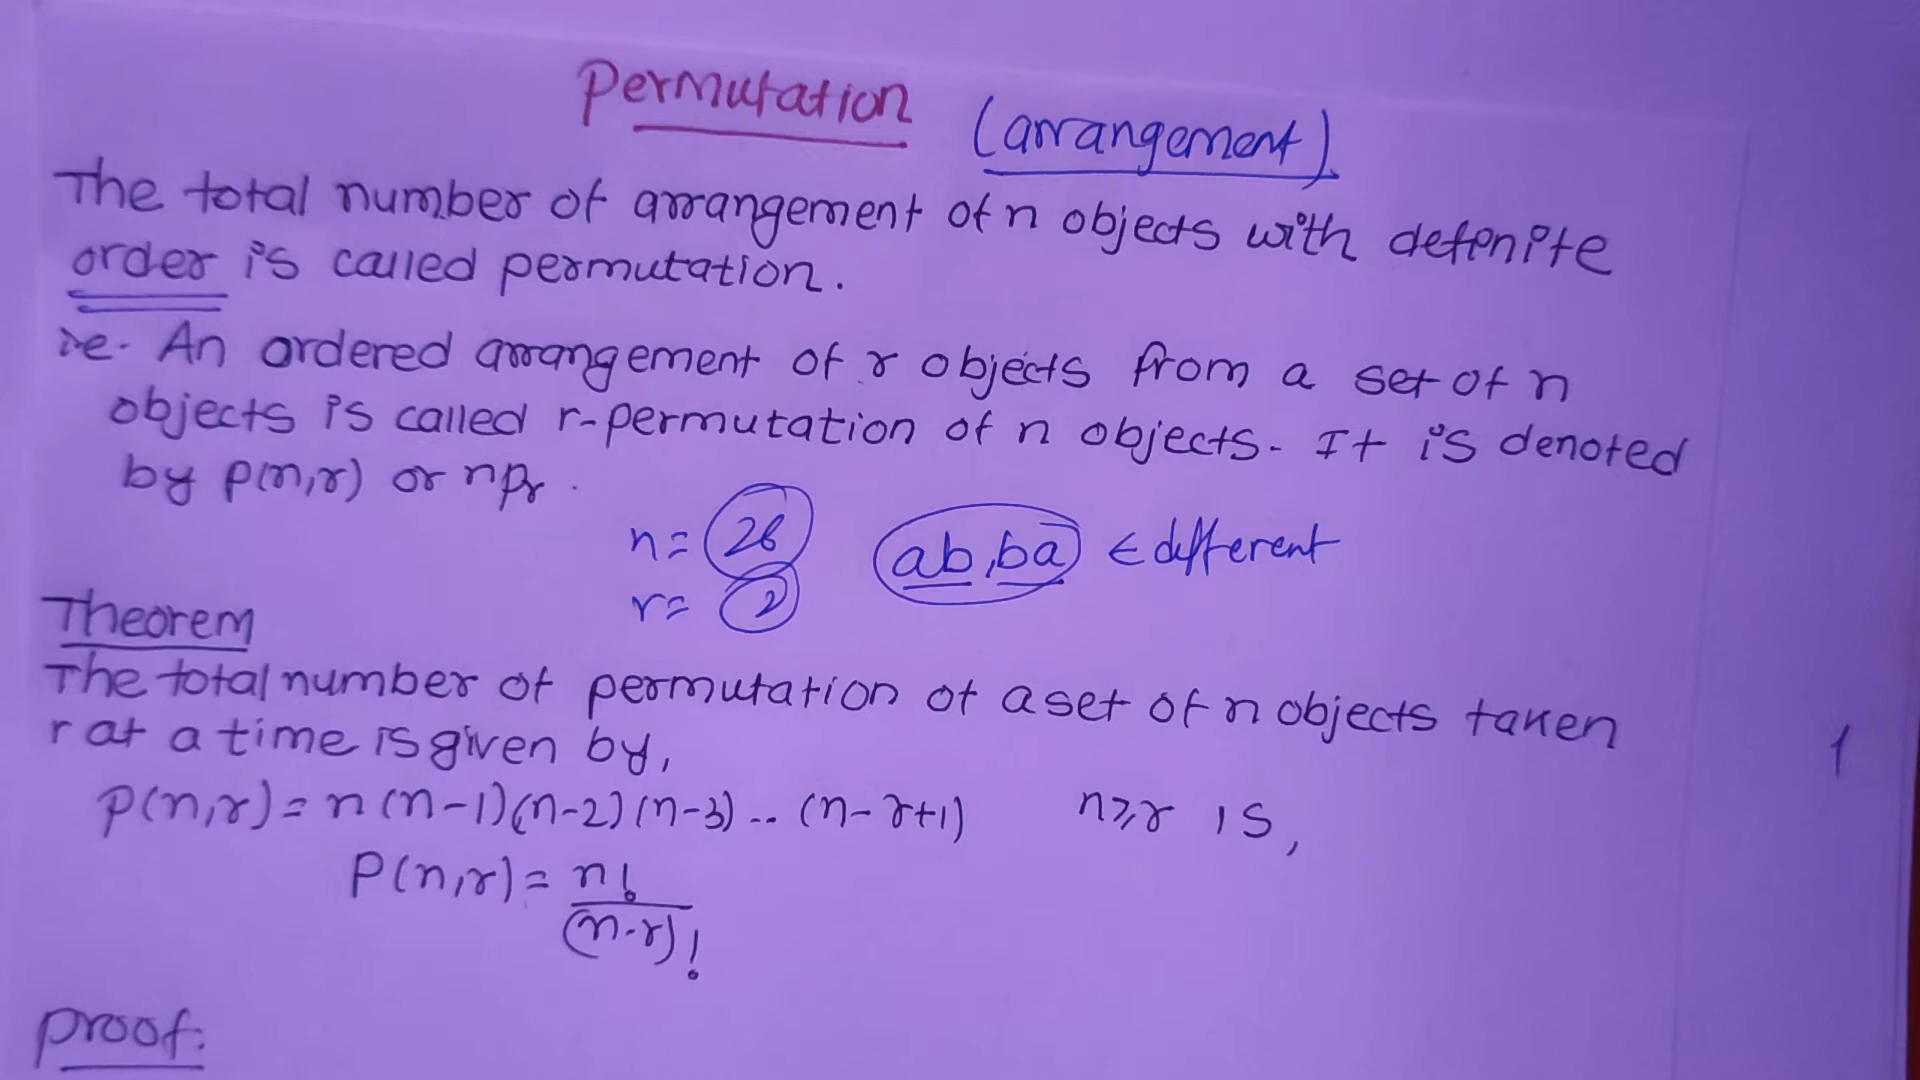 Permutation (arrangement)
The total number of arrangement of n objects with definite
order is called permutation.
ie. An ordered arrangement of r objects from a set of n
objects is called r-permutation of n objects. It is denoted
by p(n,r) or npr.
n= 26 ab, ba ∈ different
r= 2
Theorem
The total number of permutation of a set of n objects taken
r at a time is given by,
p(n,r) = n(n-1)(n-2)(n-3)...(n-r+1) n≥r is,
P(n,r) = n!
(n-r)!
1
proof: